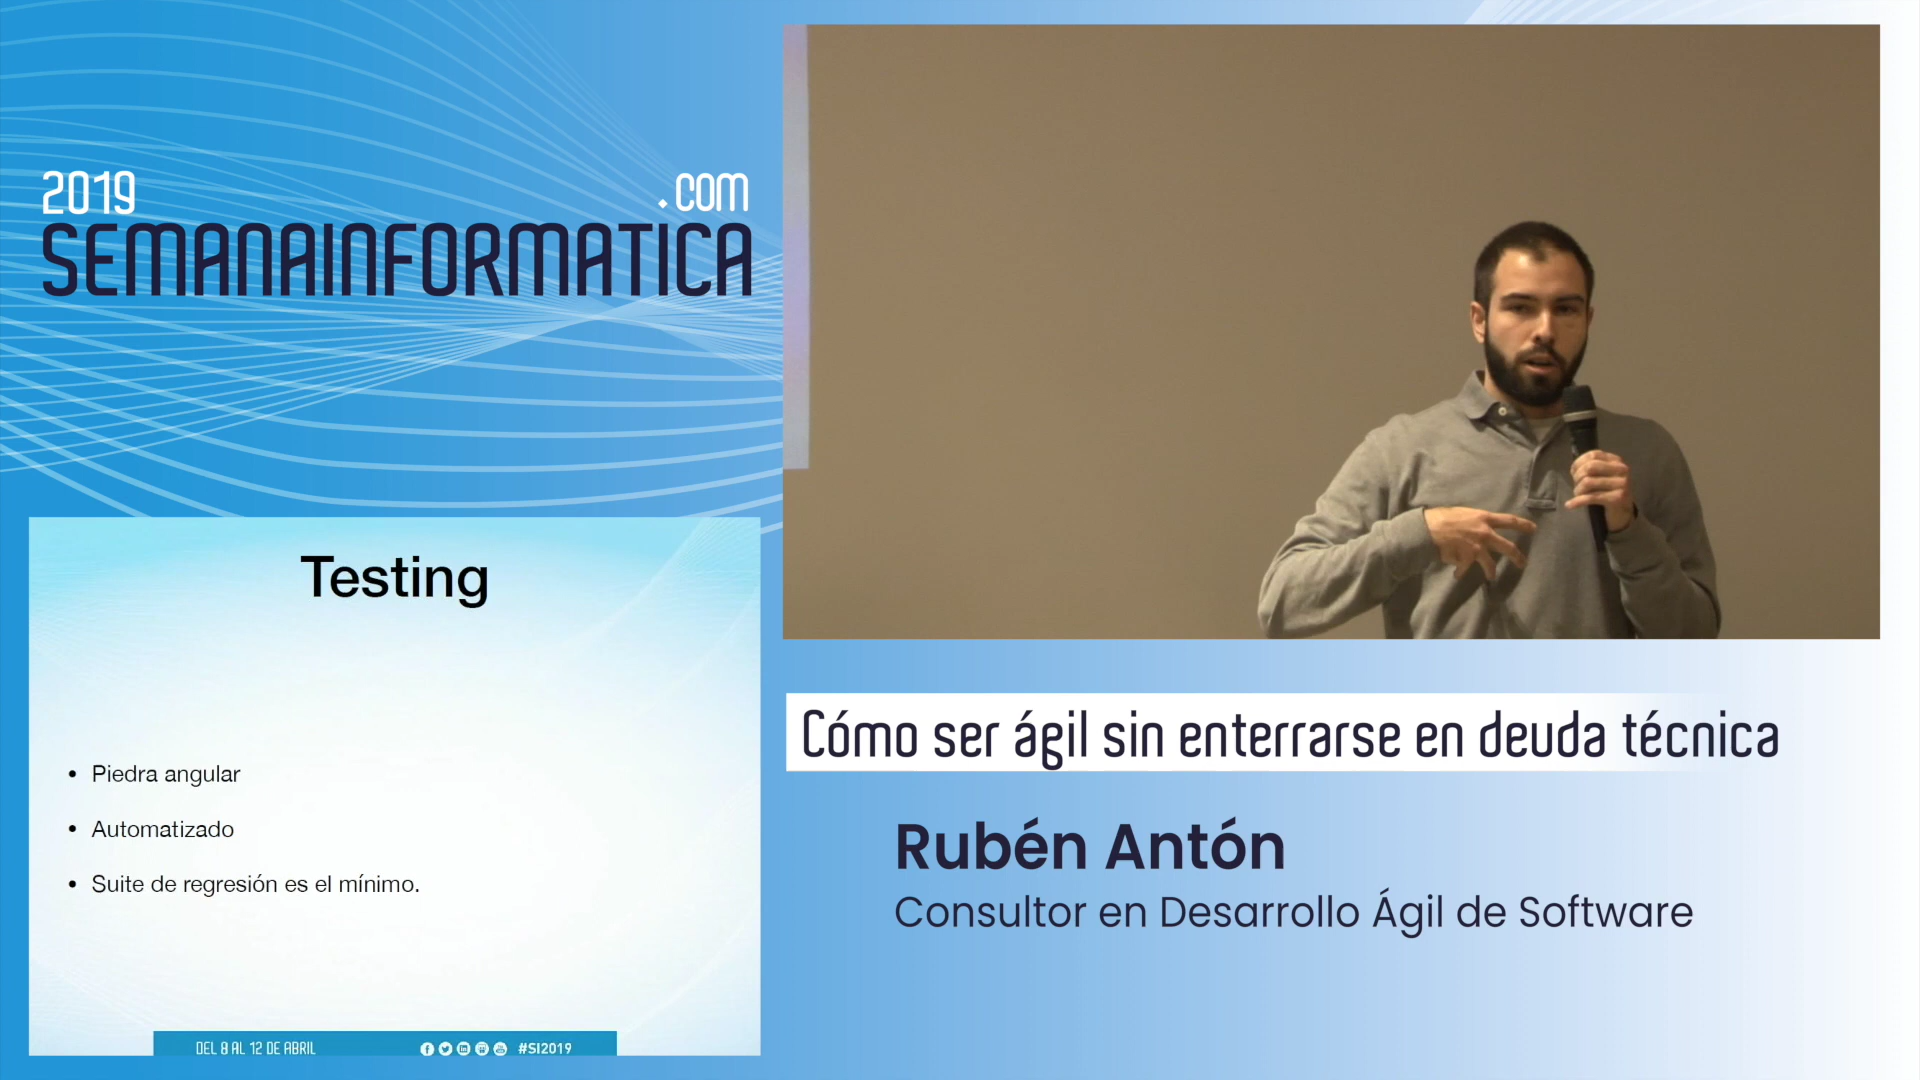 2019
.COM
SEMANAINFORMATICA
Testing
• Piedra angular
• Automatizado
• Suite de regresión es el mínimo.
DEL 8 AL 12 DE ABRIL
#SI2019
Cómo ser ágil sin enterrarse en deuda técnica
Rubén Antón
Consultor en Desarrollo Ágil de Software